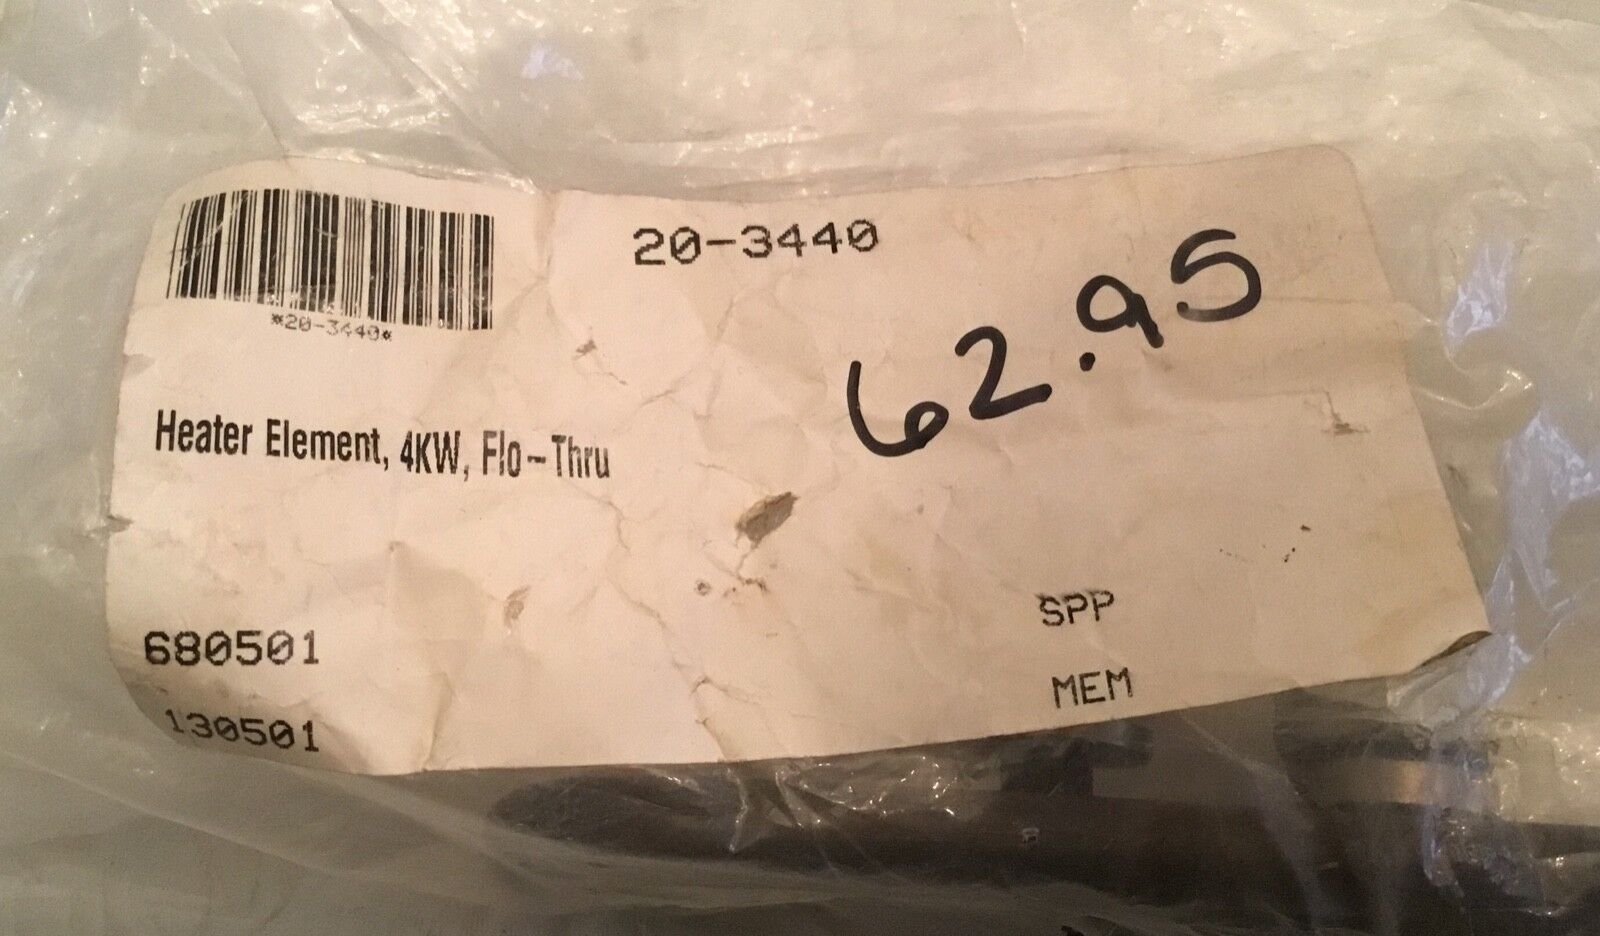 20-3440
*20-3440*
62.95
Heater Element, 4KW, Flo-Thru
680501
SPP
130501
MEM